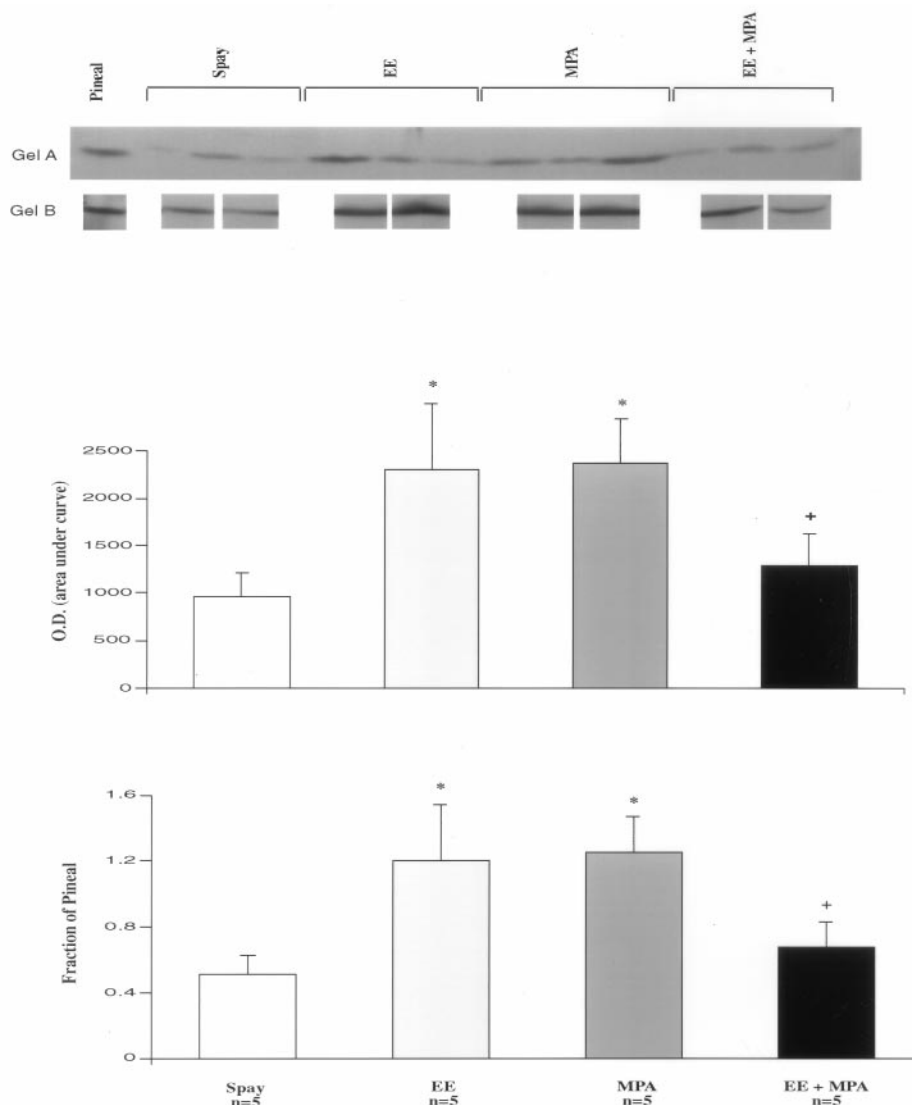 Pineal
Spay
EE
MPA
EE + MPA
Gel A
Gel B
*
*
+
O.D. (area under curve)
2500
2000
1500
1000
500
0
*
*
+
Fraction of Pineal
1.6
1.2
0.8
0.4
0
Spay
n=5
EE
n=5
MPA
n=5
EE + MPA
n=5